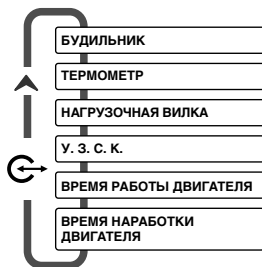 БУДИЛЬНИК
ТЕРМОМЕТР
НАГРУЗОЧНАЯ ВИЛКА
У. З. С. К.
ВРЕМЯ РАБОТЫ ДВИГАТЕЛЯ
ВРЕМЯ НАРАБОТКИ
ДВИГАТЕЛЯ